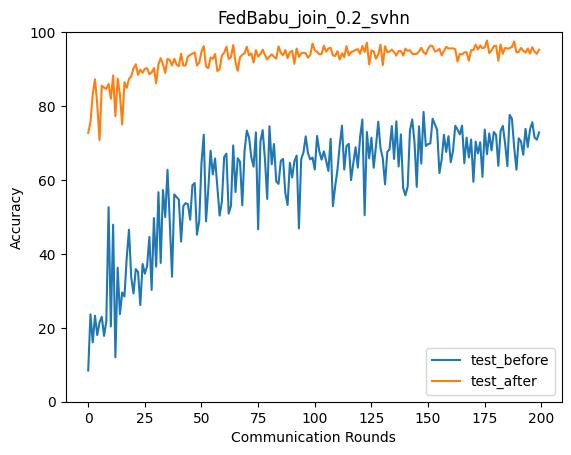 FedBabu_join_0.2_svhn
100
80
60
40
20
0
Accuracy
0 25 50 75 100 125 150 175 200
Communication Rounds
test_before
test_after